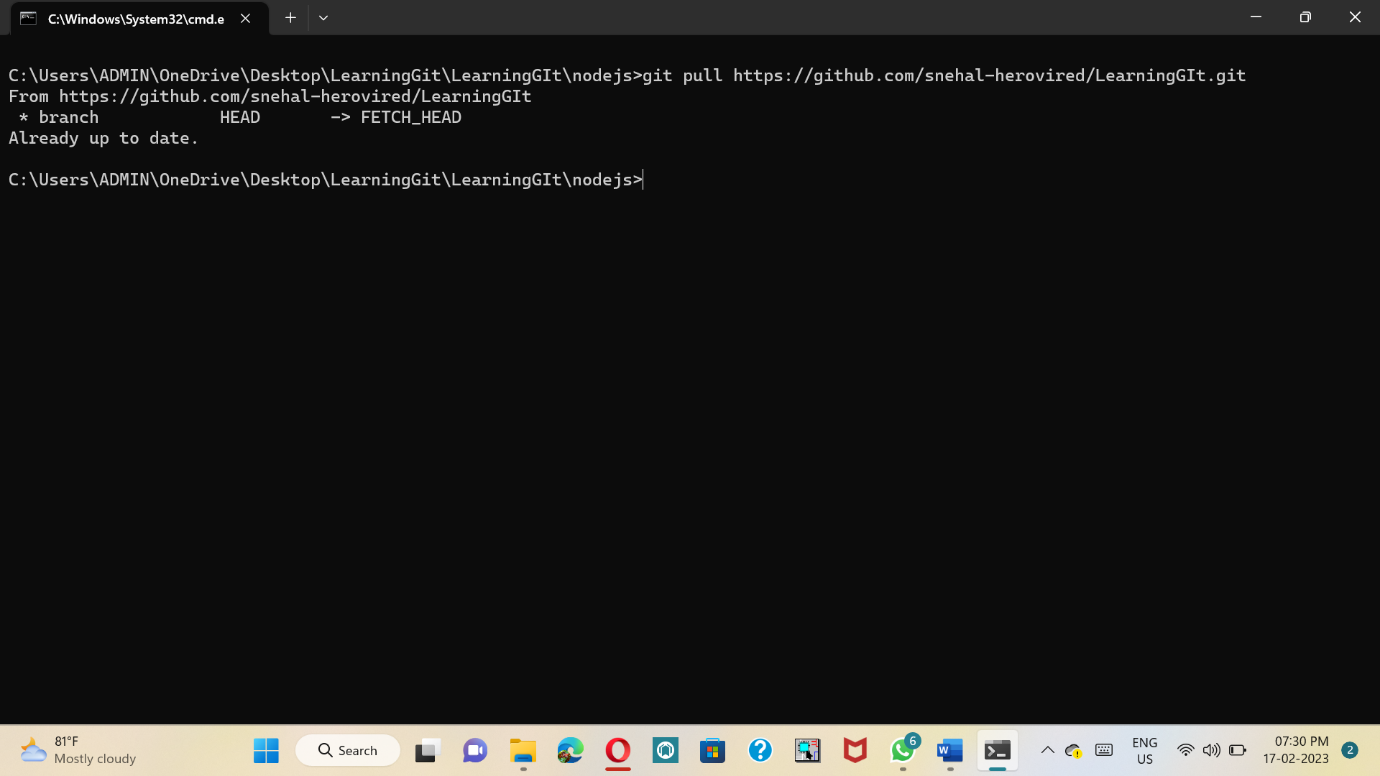 C:\Windows\System32\cmd.e
C:\Users\ADMIN\OneDrive\Desktop\LearningGit\LearningGIt\nodejs>git pull https://github.com/snehal-herovired/LearningGIt.git
From https://github.com/snehal-herovired/LearningGIt
 * branch            HEAD       -> FETCH_HEAD
Already up to date.
C:\Users\ADMIN\OneDrive\Desktop\LearningGit\LearningGIt\nodejs>
81°F
Mostly cloudy
Search
6
ENG
US
07:30 PM
17-02-2023
2